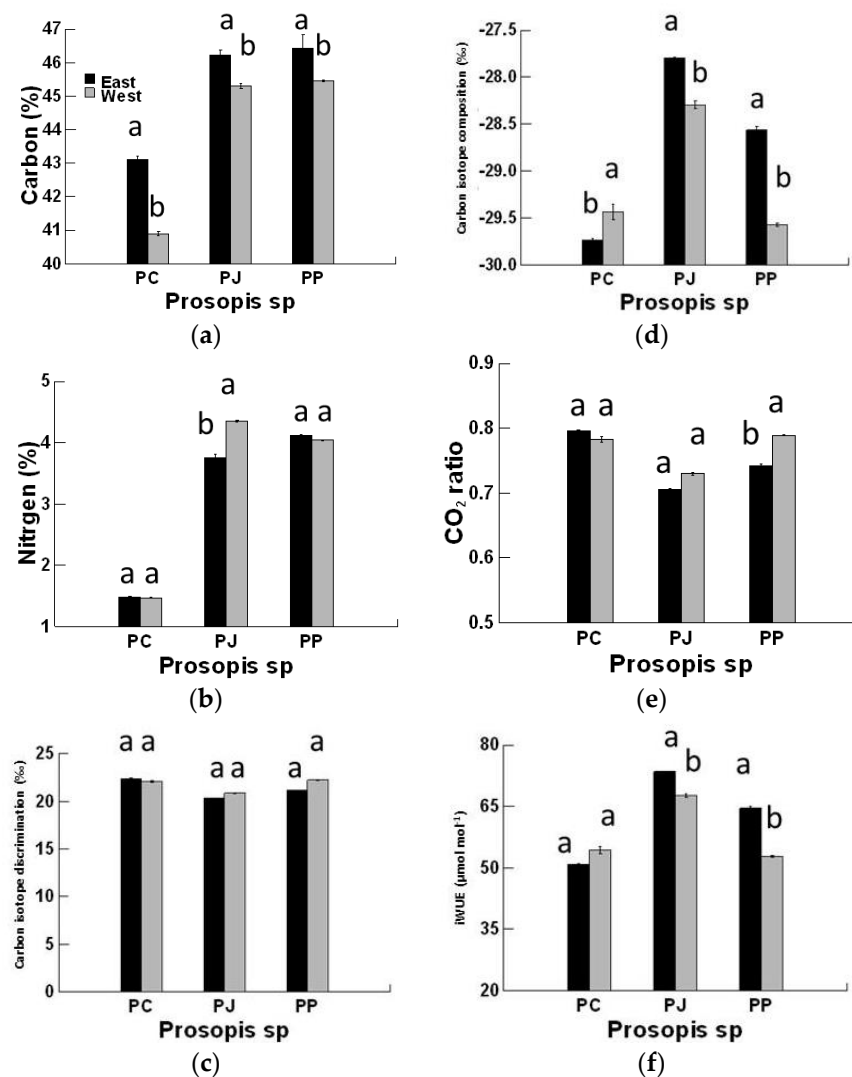 a
b
a
b
a
b
47
46
45
44
43
42
41
40
Carbon (%)
East
West
PC PJ PP
Prosopis sp
(a)
a
b
a
b
a
b
-27.5
-28.0
-28.5
-29.0
-29.5
-30.0
Carbon isotope composition (‰)
PC PJ PP
Prosopis sp
(d)
a a
b a
a a
5
4
3
2
1
Nitrgen (%)
PC PJ PP
Prosopis sp
(b)
a a
a a
b a
0.9
0.8
0.7
0.6
0.5
CO₂ ratio
PC PJ PP
Prosopis sp
(e)
a a
a a
a a
25
20
15
10
5
0
Carbon isotope discrimination (‰)
PC PJ PP
Prosopis sp
(c)
a a
a b
a b
80
65
50
35
20
iWUE (µmol mol⁻¹)
PC PJ PP
Prosopis sp
(f)